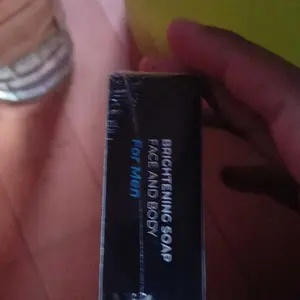 BRIGHTENING SOAP
FACE AND BODY
For Men